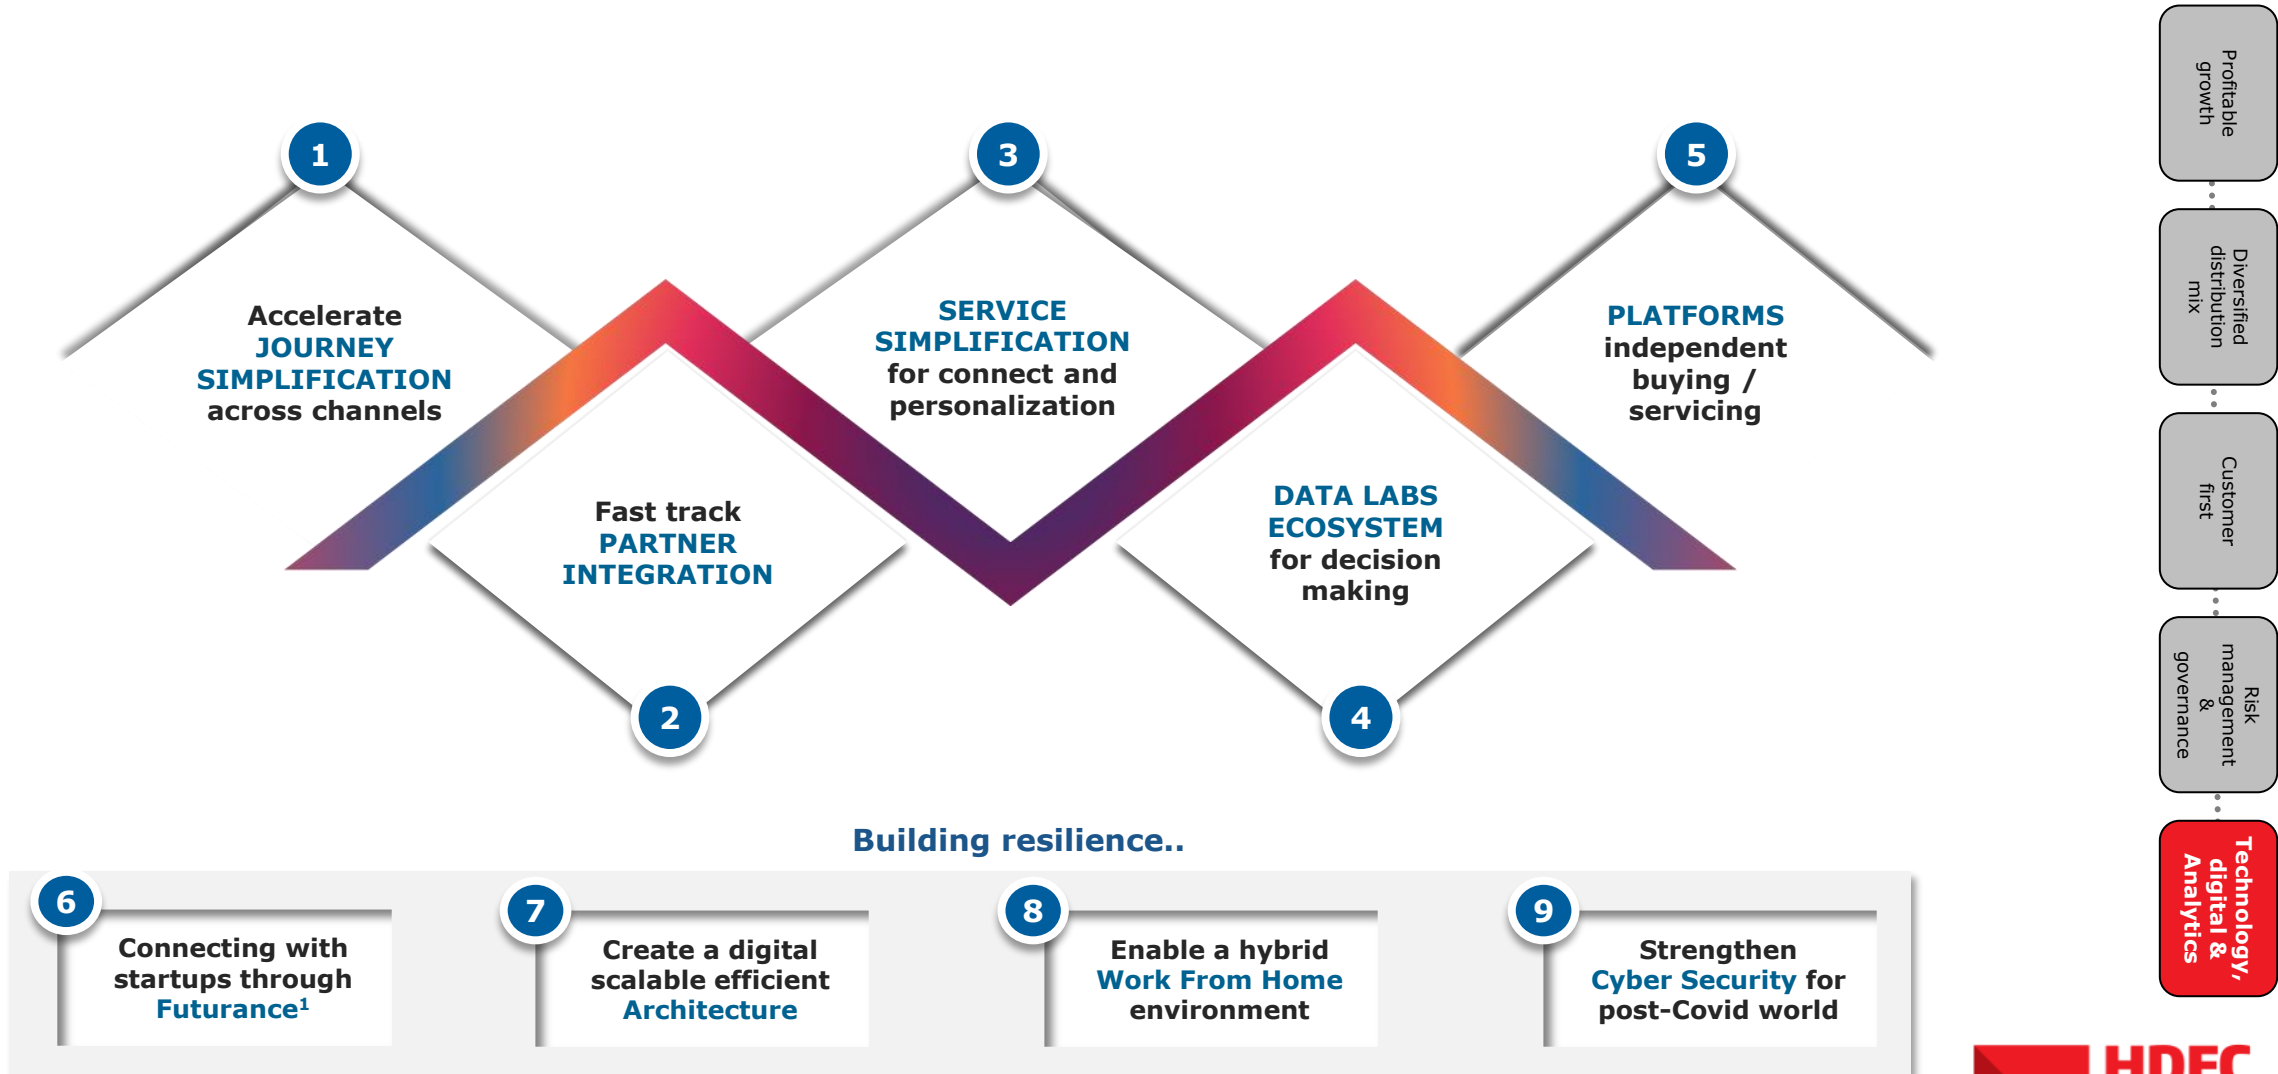 1
3
5
Accelerate
JOURNEY
SIMPLIFICATION
across channels
SERVICE
SIMPLIFICATION
for connect and
personalization
PLATFORMS
independent
buying /
servicing
Fast track
PARTNER
INTEGRATION
DATA LABS
ECOSYSTEM
for decision
making
2
4
Building resilience..
6
Connecting with
startups through
Futurance¹
7
Create a digital
scalable efficient
Architecture
8
Enable a hybrid
Work From Home
environment
9
Strengthen
Cyber Security for
post-Covid world
Profitable
growth
Diversified
distribution
mix
Customer
first
Risk
management
&
governance
Technology,
digital &
Analytics
HDFC